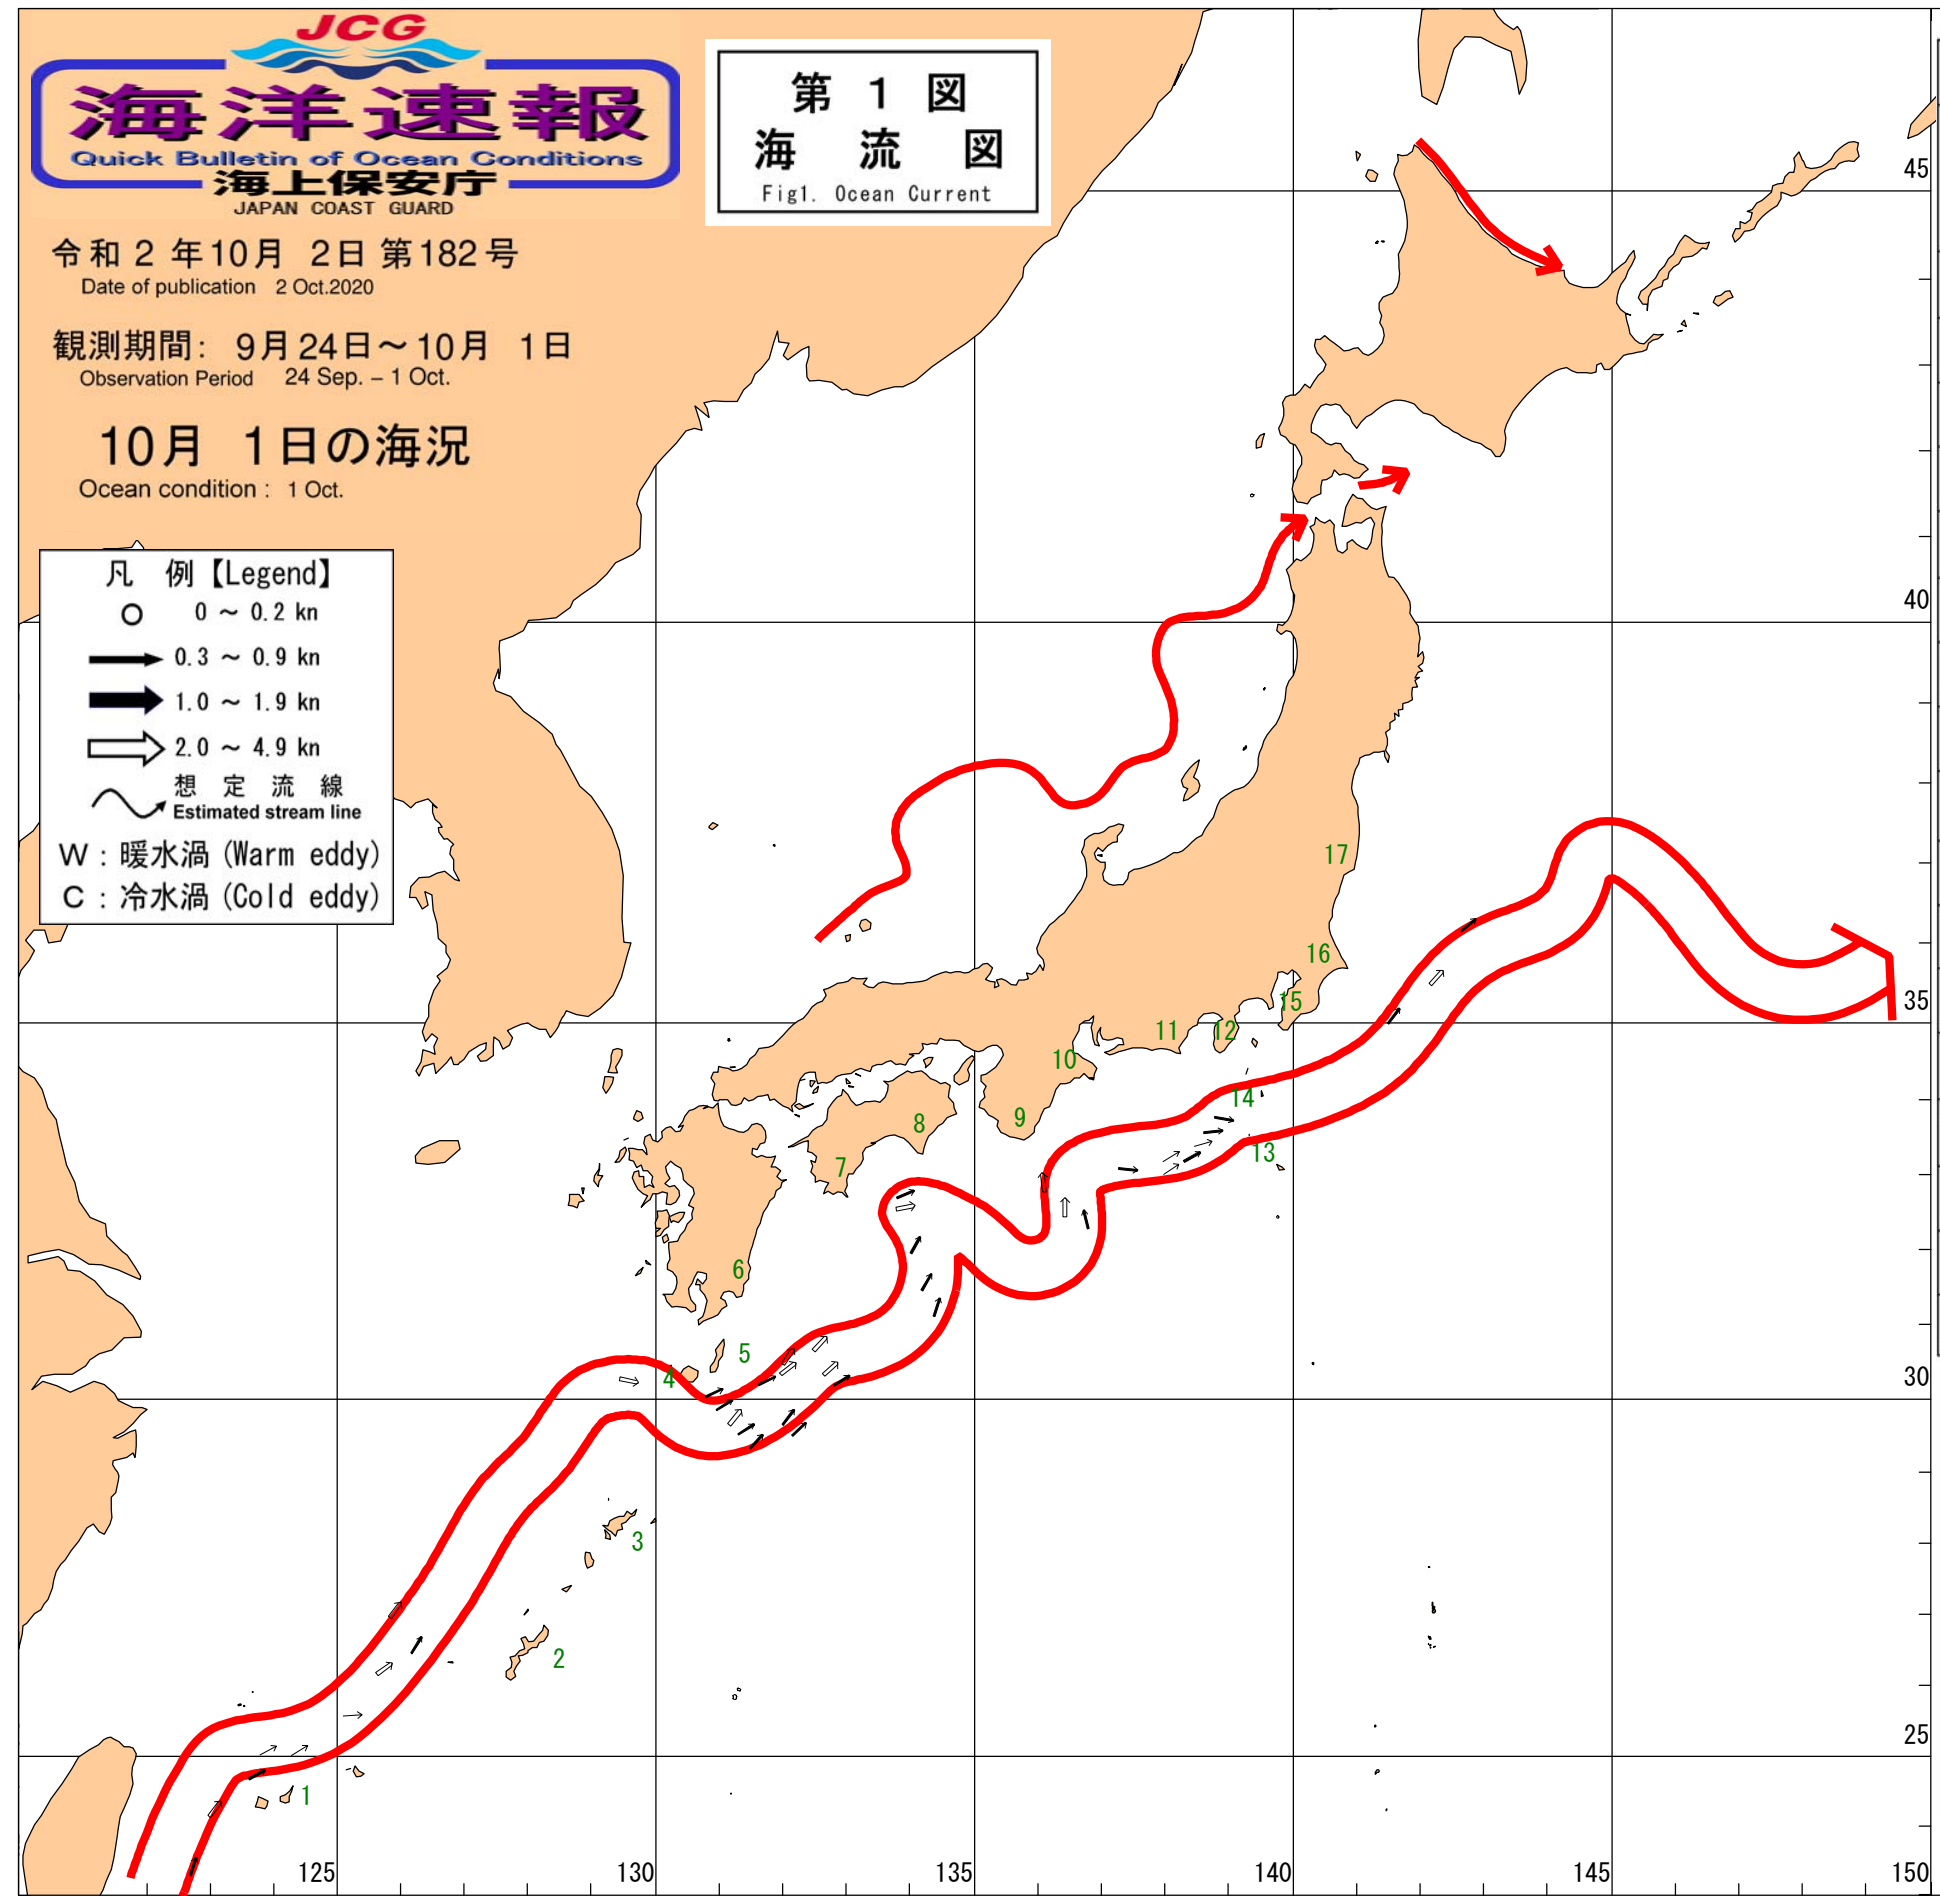 JCG
海洋速報
Quick Bulletin of Ocean Conditions
海上保安庁
JAPAN COAST GUARD
第 1 図
海 流 図
Fig1. Ocean Current
令和 2 年10月 2日 第182号
Date of publication 2 Oct.2020
観測期間: 9月24日～10月 1日
Observation Period 24 Sep. – 1 Oct.
10月 1日の海況
Ocean condition : 1 Oct.
凡 例【Legend】
0 ～ 0.2 kn
0.3 ～ 0.9 kn
1.0 ～ 1.9 kn
2.0 ～ 4.9 kn
想 定 流 線
Estimated stream line
W : 暖水渦 (Warm eddy)
C : 冷水渦 (Cold eddy)
45
40
17
16
35
15
12
11
10
14
9
8
13
7
6
5
4
30
3
2
25
1
125
130
135
140
145
150